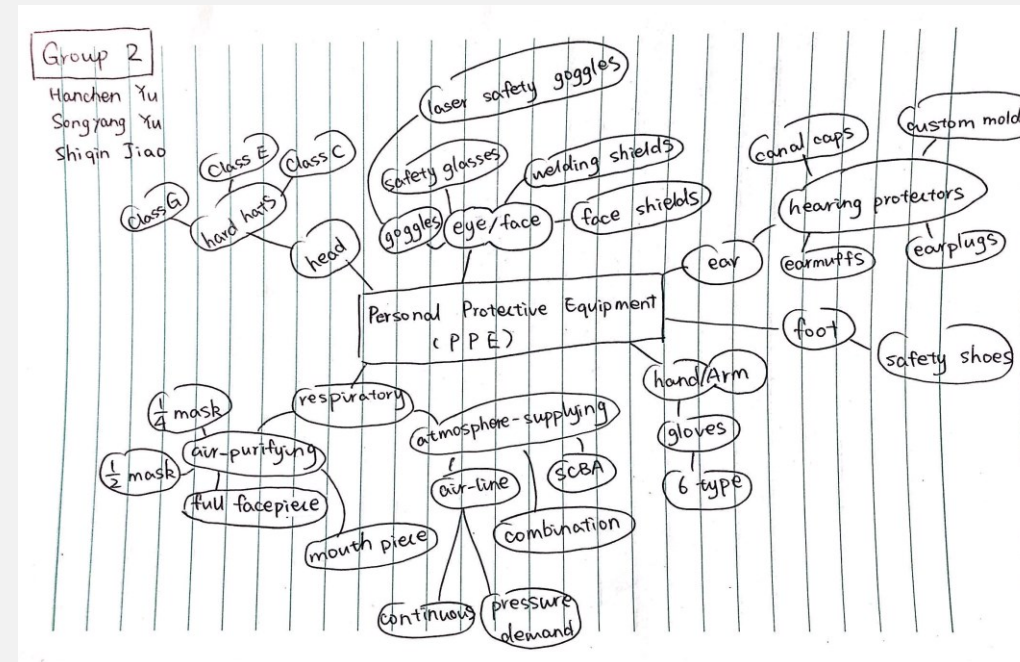 Group 2
Hanchen Yu
Songyang Yu
Shiqin Jiao
laser safety goggles
safety glasses
welding shields
goggles
eye/face
face shields
Class G
Class E
Class C
hard hats
head
canal caps
custom mold
hearing protectors
ear
earmuffs
earplugs
Personal Protective Equipment
(PPE)
foot
safety shoes
hand/Arm
gloves
6 type
respiratory
1/4 mask
air-purifying
1/2 mask
full facepiece
mouth piece
atmosphere-supplying
air-line
SCBA
combination
continuous
pressure
demand